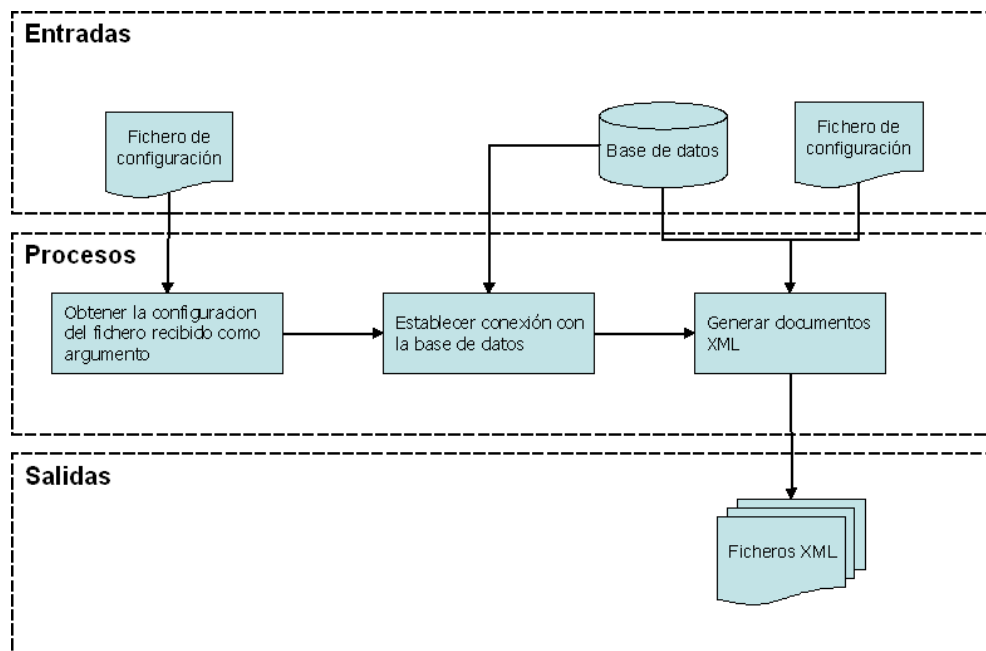 Entradas
Fichero de
configuración
Base de datos
Fichero de
configuración
Procesos
Obtener la configuracion
del fichero recibido como
argumento
Establecer conexión con
la base de datos
Generar documentos
XML
Salidas
Ficheros XML